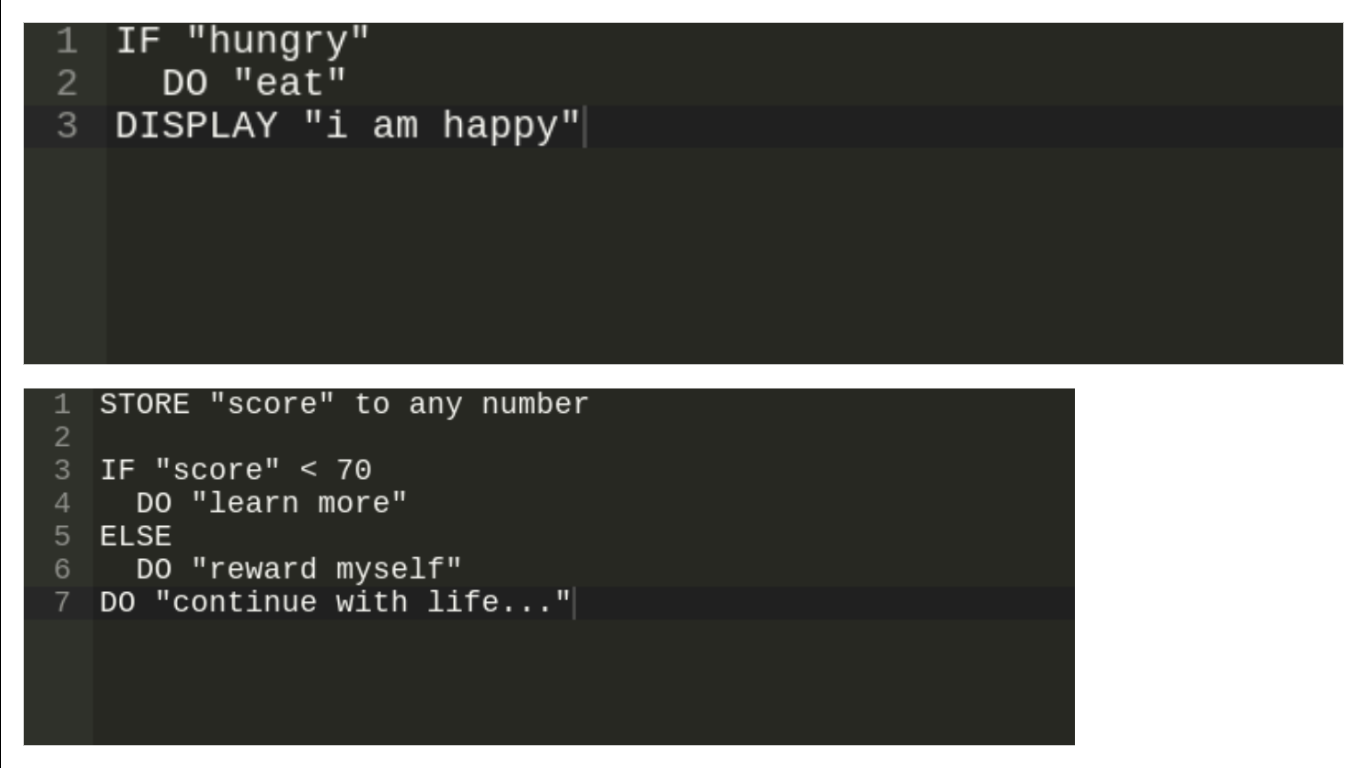 1 IF "hungry"
2   DO "eat"
3 DISPLAY "i am happy"
1 STORE "score" to any number
2
3 IF "score" < 70
4   DO "learn more"
5 ELSE
6   DO "reward myself"
7 DO "continue with life..."